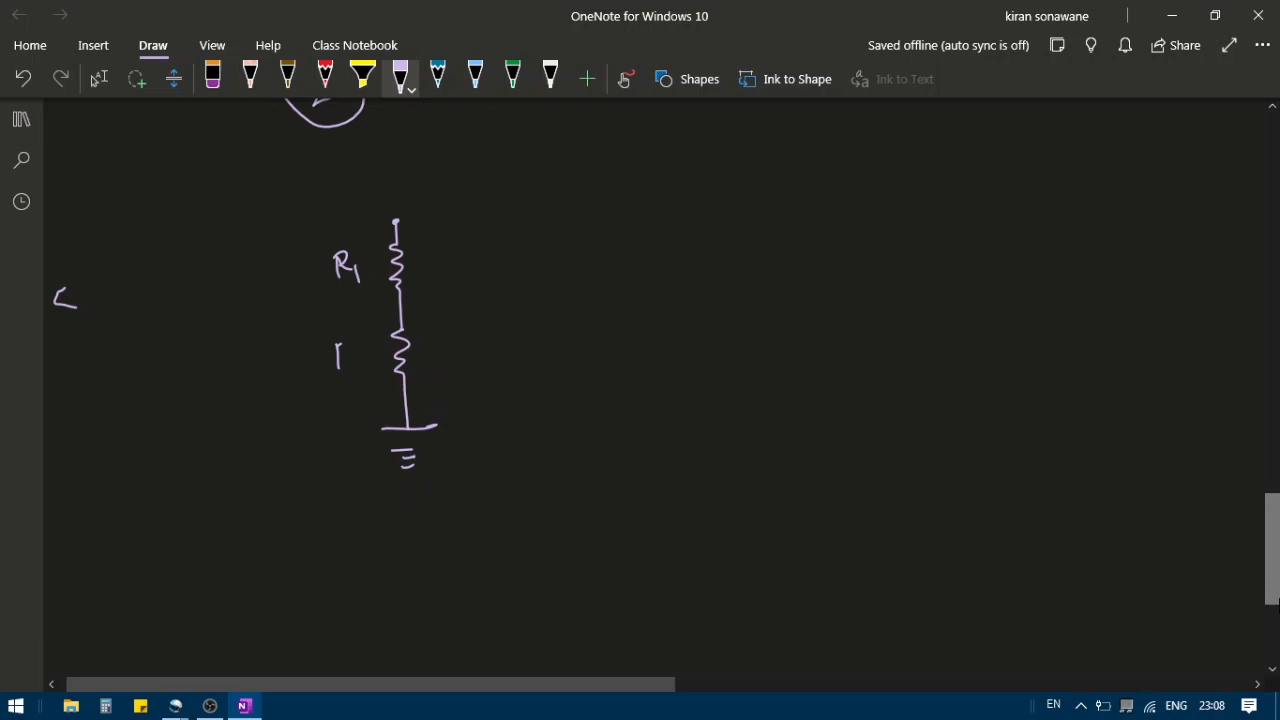 OneNote for Windows 10
kiran sonawane
Home Insert Draw View Help Class Notebook
Saved offline (auto sync is off) Share
Shapes Ink to Shape Ink to Text
R1
EN ENG 23:08